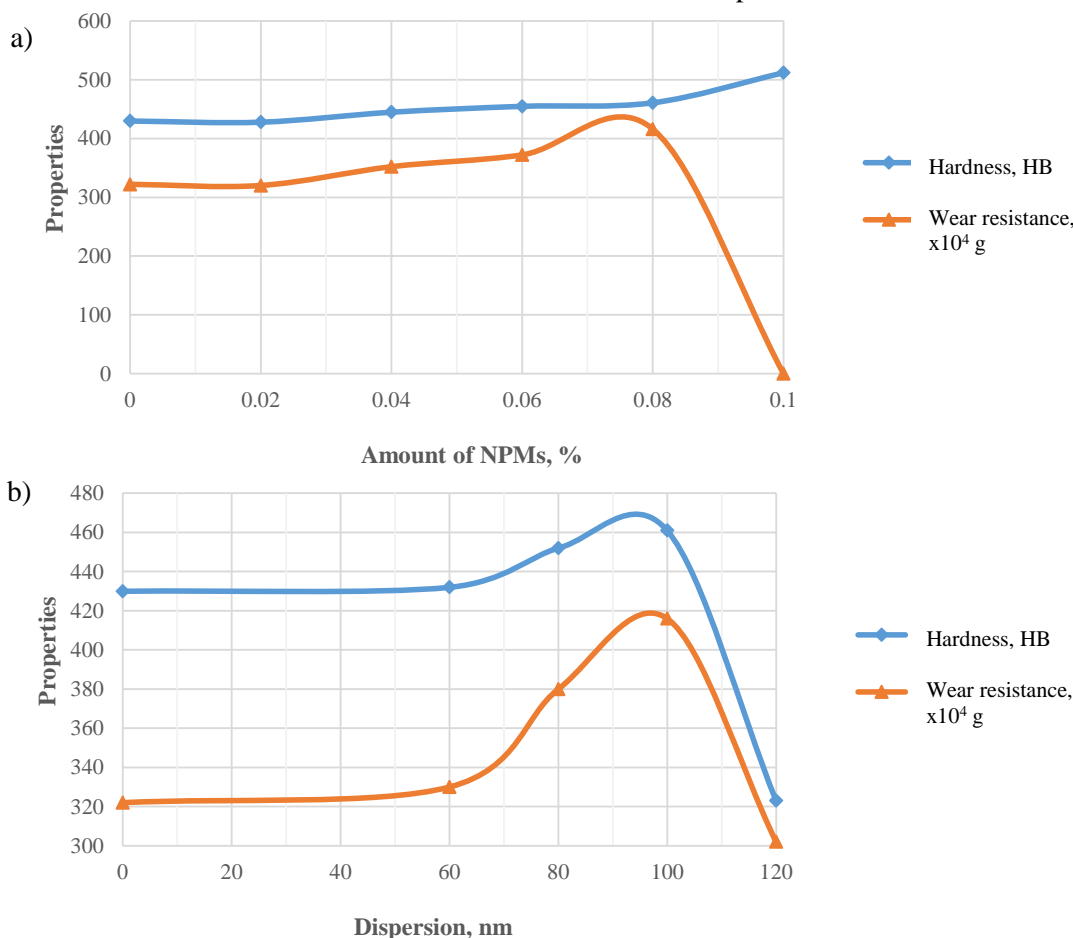 a)
600
500
400
300
200
100
0
Properties
0 0.02 0.04 0.06 0.08 0.1
Amount of NPMs, %
Hardness, HB
Wear resistance,
x10⁴ g
b)
480
460
440
420
400
380
360
340
320
300
Properties
0 20 40 60 80 100 120
Dispersion, nm
Hardness, HB
Wear resistance,
x10⁴ g